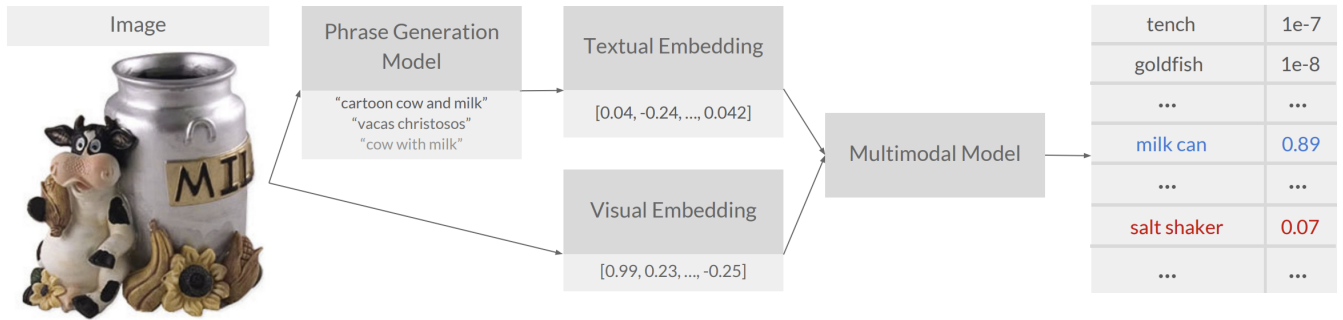 Image
MIL
Phrase Generation
Model
“cartoon cow and milk”
“vacas christosos”
“cow with milk”
Textual Embedding
[0.04, -0.24, ..., 0.042]
Visual Embedding
[0.99, 0.23, ..., -0.25]
Multimodal Model
tench 1e-7
goldfish 1e-8
... ...
milk can 0.89
... ...
salt shaker 0.07
... ...